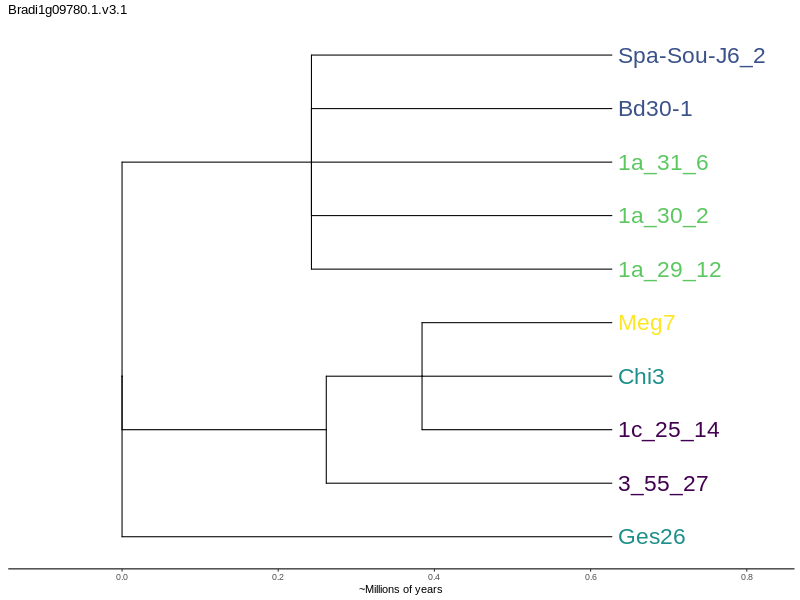 Bradi1g09780.1.v3.1
Spa-Sou-J6_2
Bd30-1
1a_31_6
1a_30_2
1a_29_12
Meg7
Chi3
1c_25_14
3_55_27
Ges26
0.0 0.2 0.4 0.6 0.8
~Millions of years